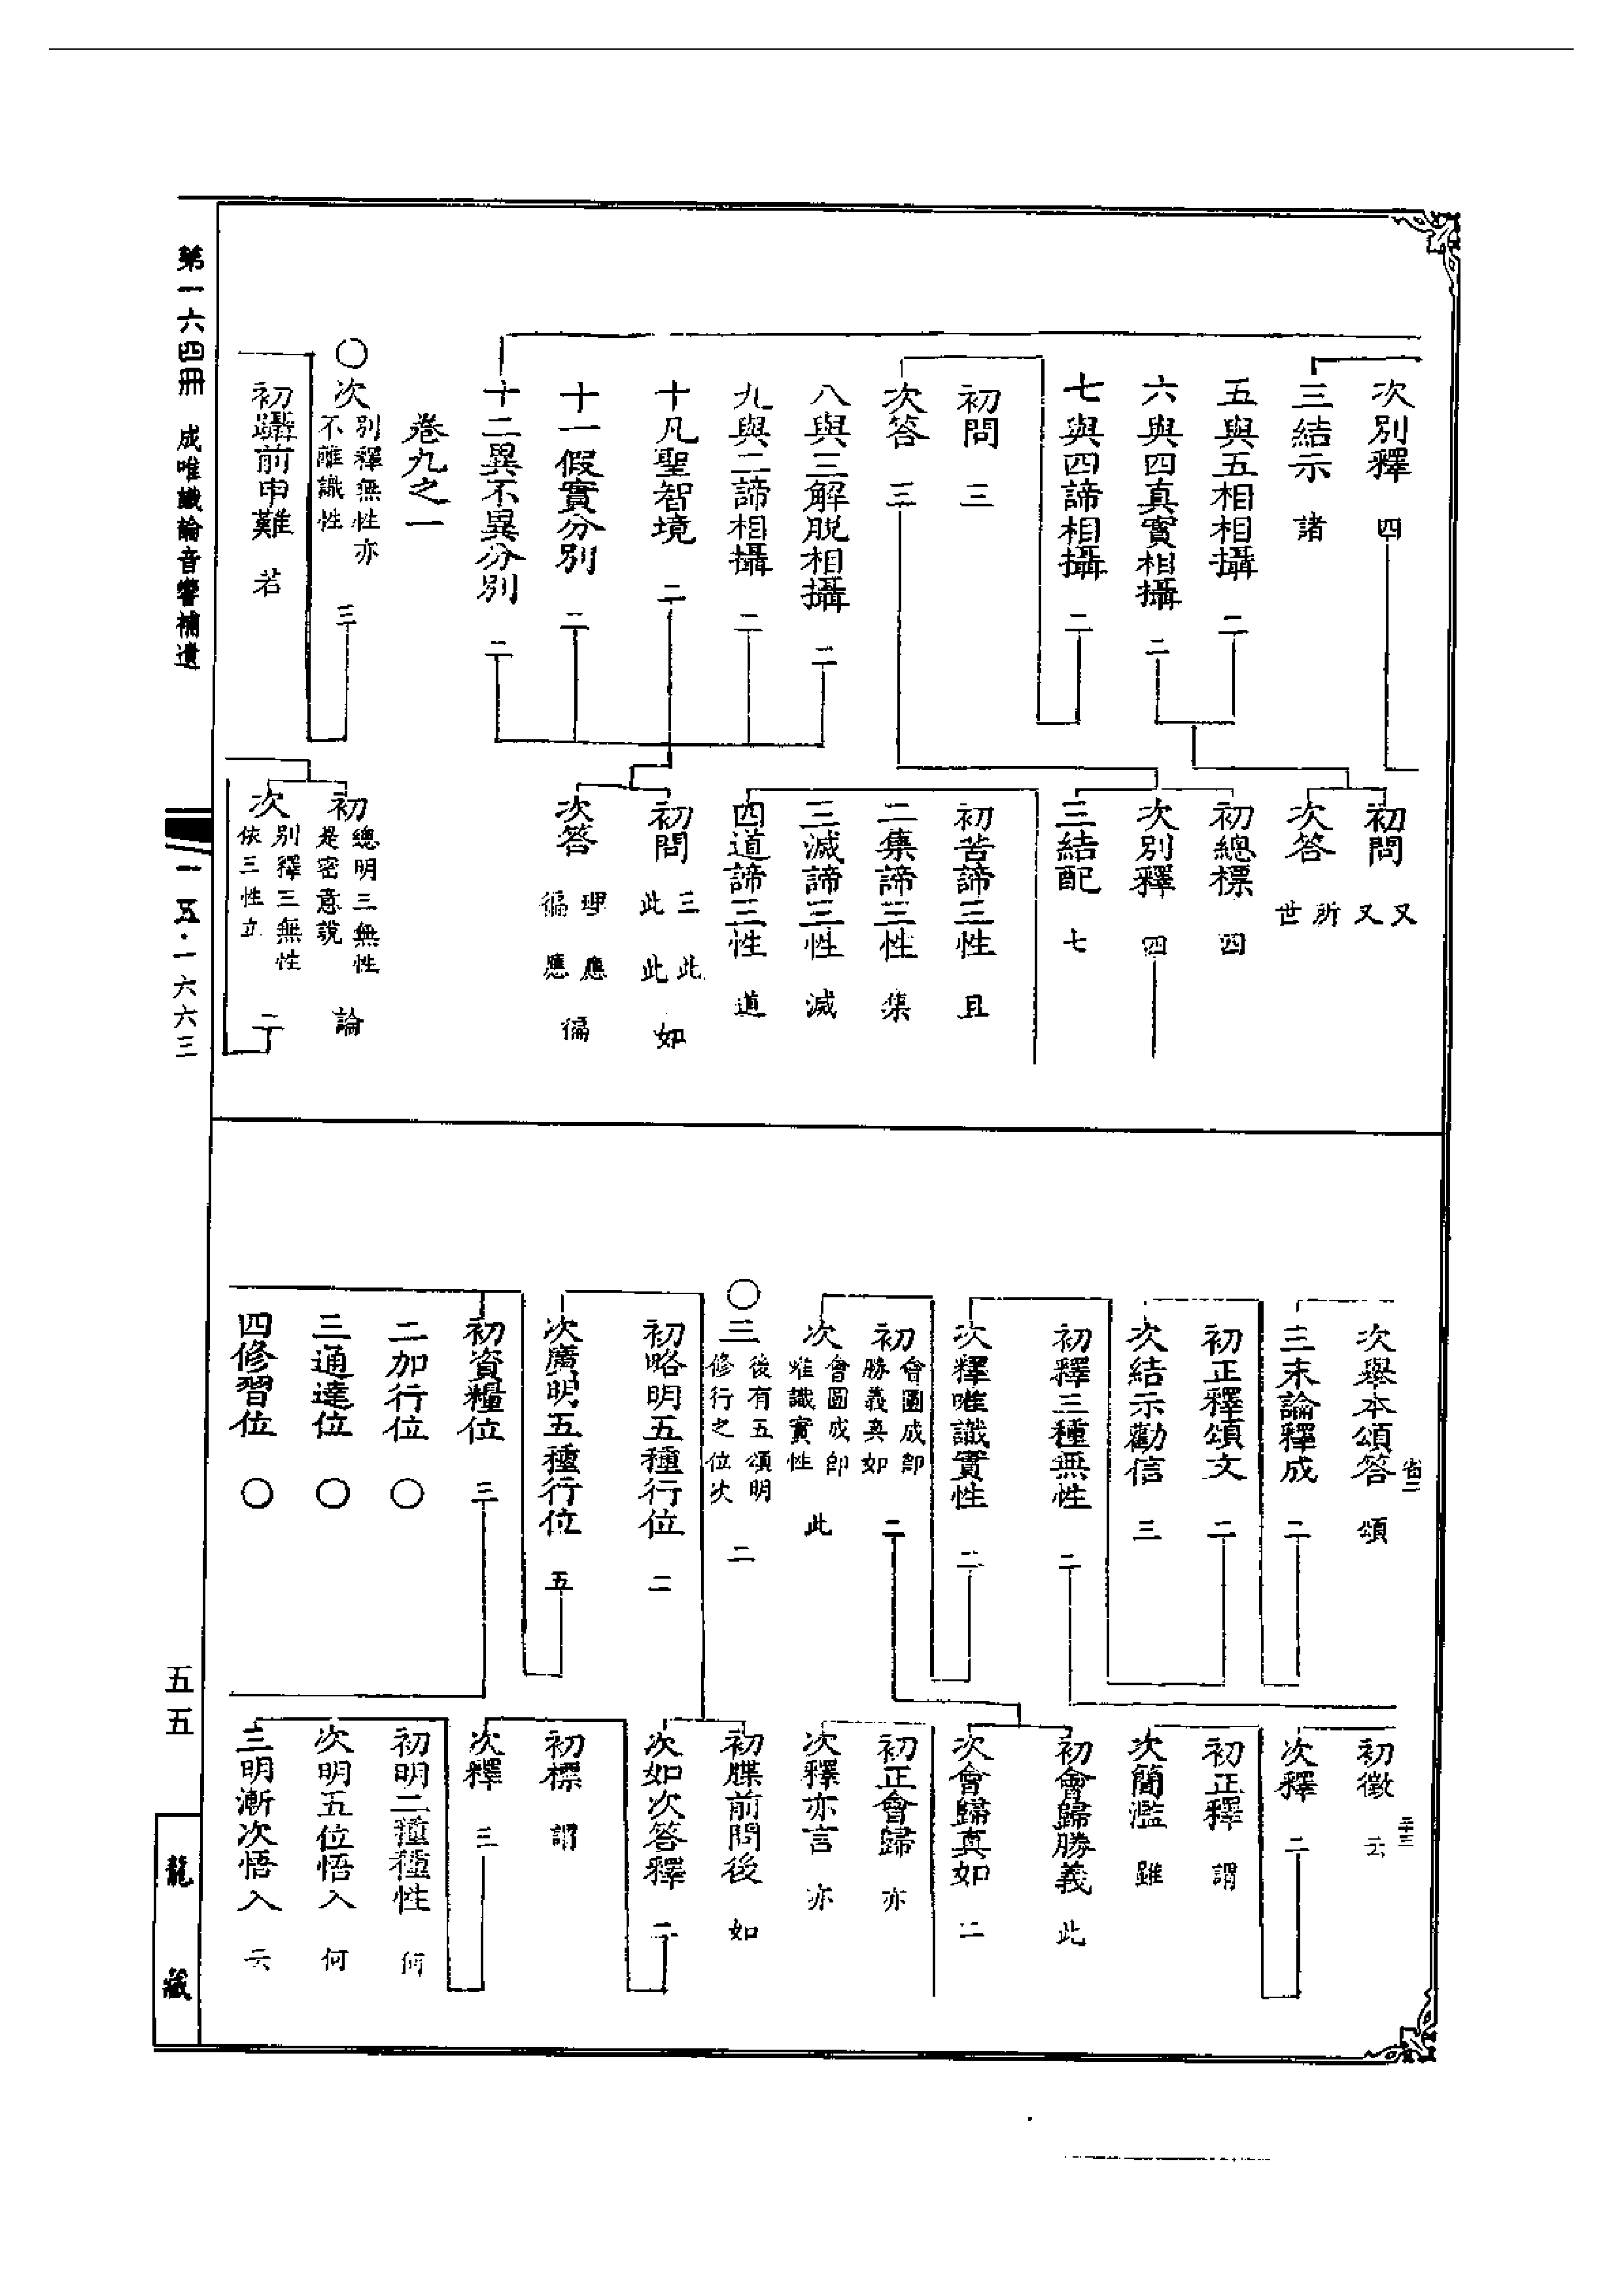 次別釋 四
三結示 諸
五與五相相攝 二
六與四真實相攝 二
七與四諦相攝 二
初問 三
次答 三
八與三解脫相攝 二
九與二諦相攝 二
十凡聖智境 二
十一假實分別 二
十二異不異分別 二
卷九之一
○次別釋無性亦不離識性 三
初躡前申難 若
初問 又又
次答 所世
初總標 四
次別釋 四
三結配 七
初苦諦三性 且
二集諦三性 集
三滅諦三性 滅
四道諦三性 道
初問 三此此此如
次答 理應徧應徧
初總明三無性是密意說 論
次別釋三無性依三性立 二
次舉本頌答 頌
三末論釋成 二
初正釋頌文 二
次結示勸信 三
初釋三種無性 二
次釋唯識實性 二
初會圓成即勝義真如 二
次會圓成即唯識實性 此
○三後有五頌明修行之位次 二
初略明五種行位 二
次廣明五種行位 五
初資糧位 三
二加行位 ○
三通達位 ○
四修習位 ○
初徵 云
次釋 二
初正釋 謂
次簡濫 雖
初會歸勝義 此
次會歸真如 二
初正會歸 亦
次釋亦言 亦
初牒前問後 如
次如次答釋 二
初標 謂
次釋 三
初明二種種性 何
次明五位悟入 何
三明漸次悟入 云
第一六四冊 成唯識論音響補遺
一五·一六六三
五五
龍藏